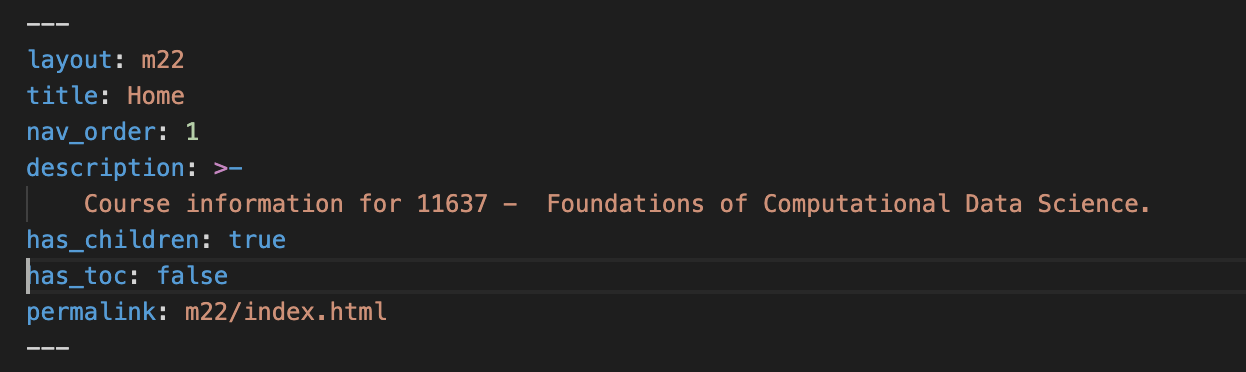 ---
layout: m22
title: Home
nav_order: 1
description: >-
    Course information for 11637 -  Foundations of Computational Data Science.
has_children: true
has_toc: false
permalink: m22/index.html
---